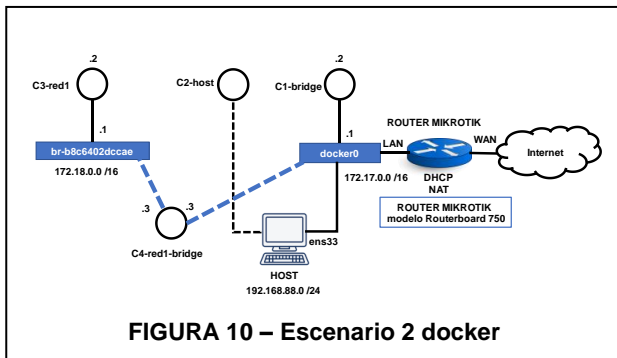 .2
C3-red1
.1
br-b8c6402dccae
172.18.0.0 /16
C2-host
.2
C1-bridge
.1
docker0
172.17.0.0 /16
ROUTER MIKROTIK
LAN
WAN
Internet
DHCP
NAT
ROUTER MIKROTIK
modelo Routerboard 750
.3
.3
C4-red1-bridge
ens33
HOST
192.168.88.0 /24
FIGURA 10 – Escenario 2 docker